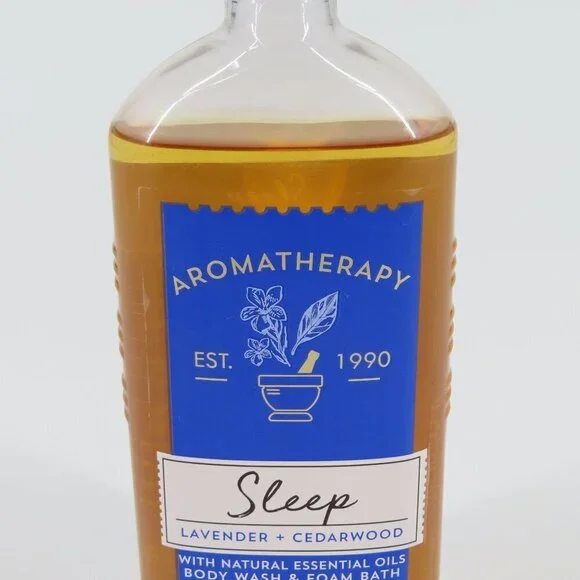 AROMATHERAPY
EST. 1990
Sleep
LAVENDER + CEDARWOOD
WITH NATURAL ESSENTIAL OILS
BODY WASH & FOAM BATH